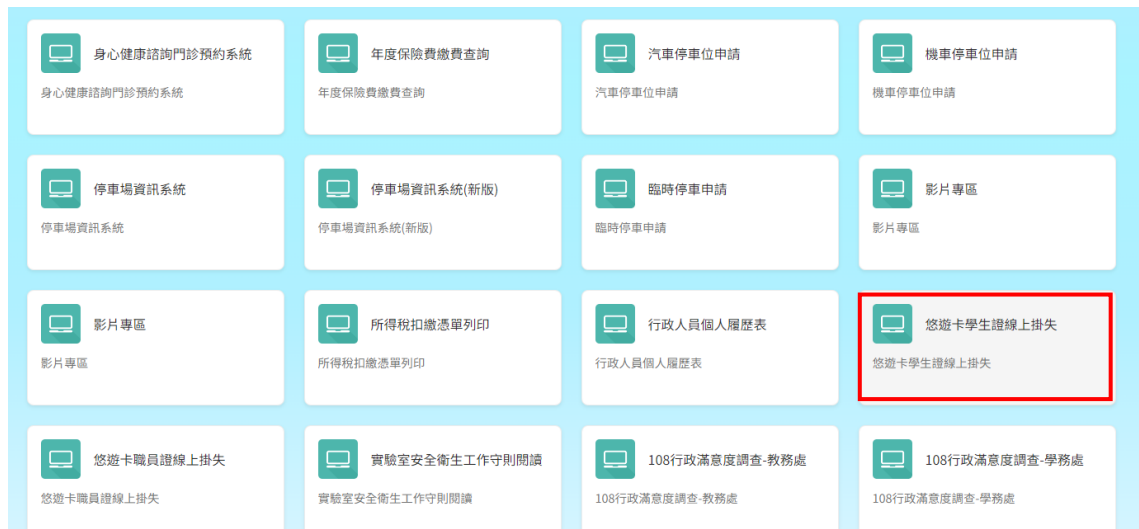 身心健康諮詢門診預約系統
身心健康諮詢門診預約系統
年度保險費繳費查詢
年度保險費繳費查詢
汽車停車位申請
汽車停車位申請
機車停車位申請
機車停車位申請
停車場資訊系統
停車場資訊系統
停車場資訊系統(新版)
停車場資訊系統(新版)
臨時停車申請
臨時停車申請
影片專區
影片專區
影片專區
影片專區
所得稅扣繳憑單列印
所得稅扣繳憑單列印
行政人員個人履歷表
行政人員個人履歷表
悠遊卡學生證線上掛失
悠遊卡學生證線上掛失
悠遊卡職員證線上掛失
悠遊卡職員證線上掛失
實驗室安全衛生工作守則閱讀
實驗室安全衛生工作守則閱讀
108行政滿意度調查-教務處
108行政滿意度調查-教務處
108行政滿意度調查-學務處
108行政滿意度調查-學務處